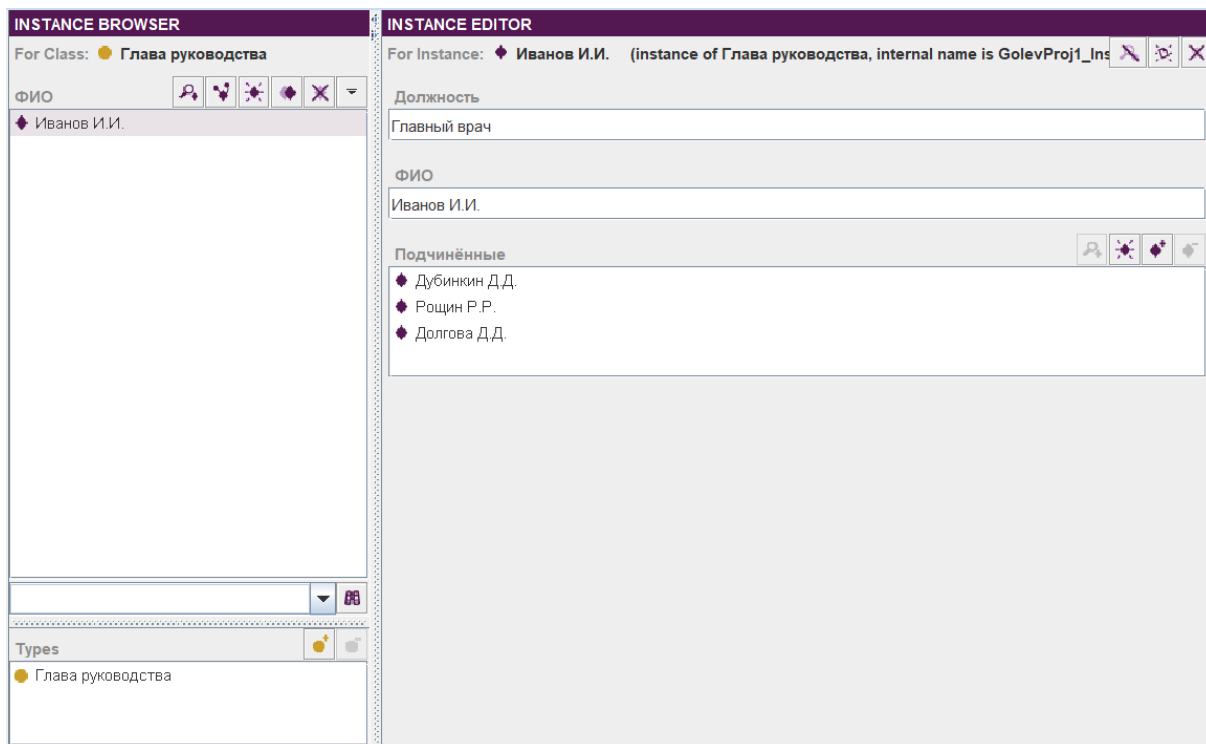 INSTANCE BROWSER
For Class: Глава руководства
ФИО
Иванов И.И.
Types
Глава руководства
INSTANCE EDITOR
For Instance: Иванов И.И. (instance of Глава руководства, internal name is GolevProj1_Ins
Должность
Главный врач
ФИО
Иванов И.И.
Подчинённые
Дубинкин Д.Д.
Рощин Р.Р.
Долгова Д.Д.